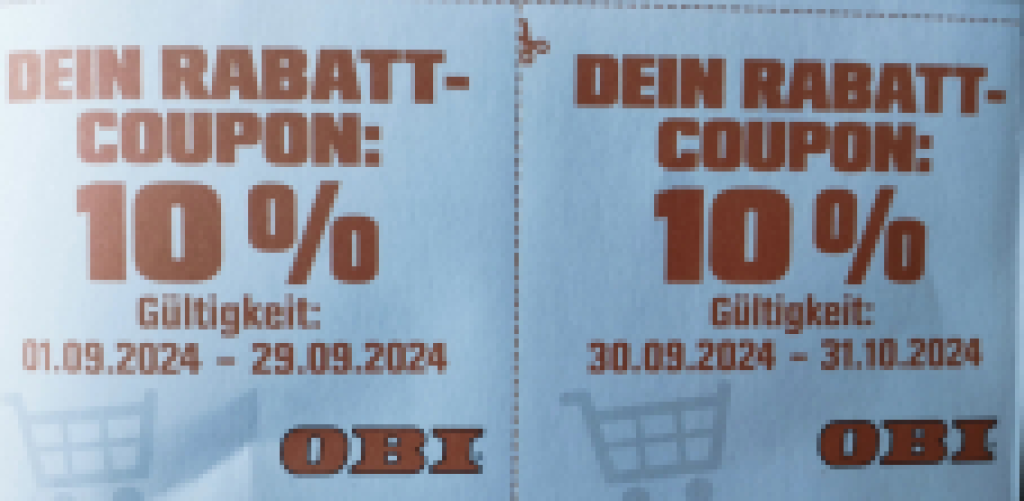 DEIN RABATT-
COUPON:
10 %
Gültigkeit:
01.09.2024 – 29.09.2024
OBI
DEIN RABATT-
COUPON:
10 %
Gültigkeit:
30.09.2024 – 31.10.2024
OBI